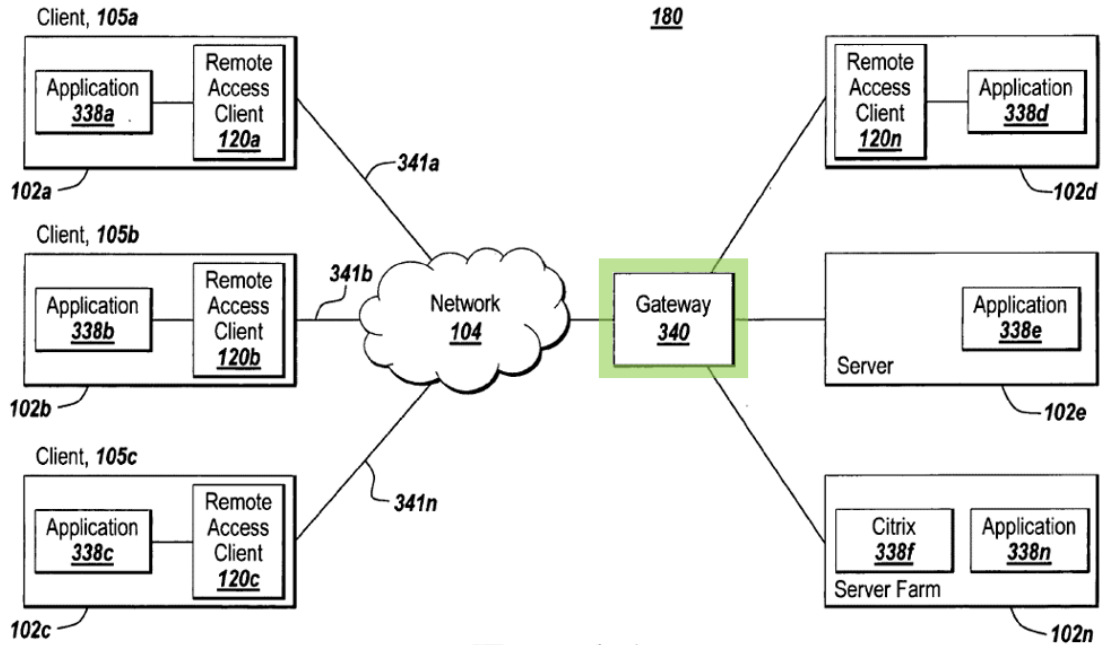 Client, 105a
180
Application
338a
Remote
Access
Client
120a
Remote
Access
Client
120n
Application
338d
341a
102a
102d
Client, 105b
Application
338b
Remote
Access
Client
120b
341b
Network
104
Gateway
340
Application
338e
Server
102b
102e
Client, 105c
Application
338c
Remote
Access
Client
120c
341n
Citrix
338f
Application
338n
Server Farm
102c
102n